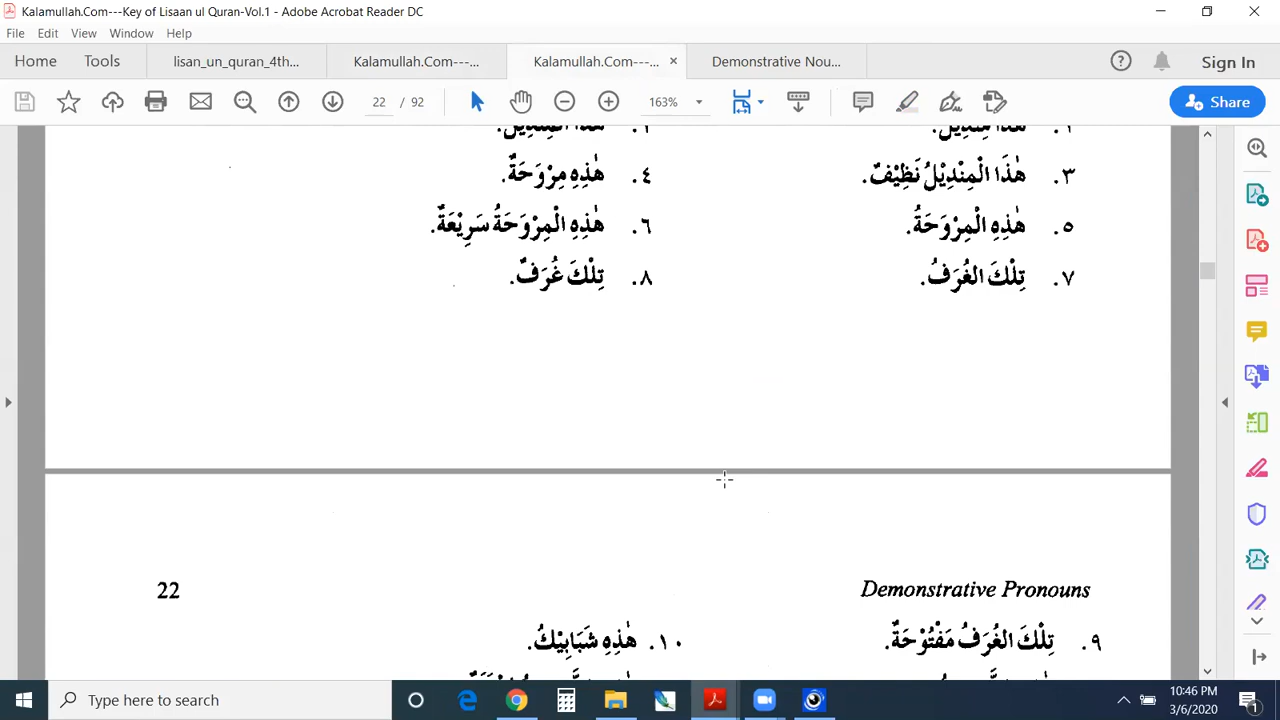 Kalamullah.Com---Key of Lisaan ul Quran-Vol.1 - Adobe Acrobat Reader DC
File Edit View Window Help
Home Tools lisan_un_quran_4th... Kalamullah.Com---... Kalamullah.Com---... × Demonstrative Nou... Sign In
22 / 92 163% Share
٣. هٰذَا الْمِنْدِيْلُ نَظِيْفٌ. ٤. هٰذِهِ مِرْوَحَةٌ.
٥. هٰذِهِ الْمِرْوَحَةُ. ٦. هٰذِهِ الْمِرْوَحَةُ سَرِيْعَةٌ.
٧. تِلْكَ الغُرَفُ. ٨. تِلْكَ غُرَفٌ.
22 Demonstrative Pronouns
٩. تِلْكَ الغُرَفُ مَفْتُوْحَةٌ. ١٠. هٰذِهِ شَبَابِيْكُ.
Type here to search
10:46 PM
3/6/2020
1